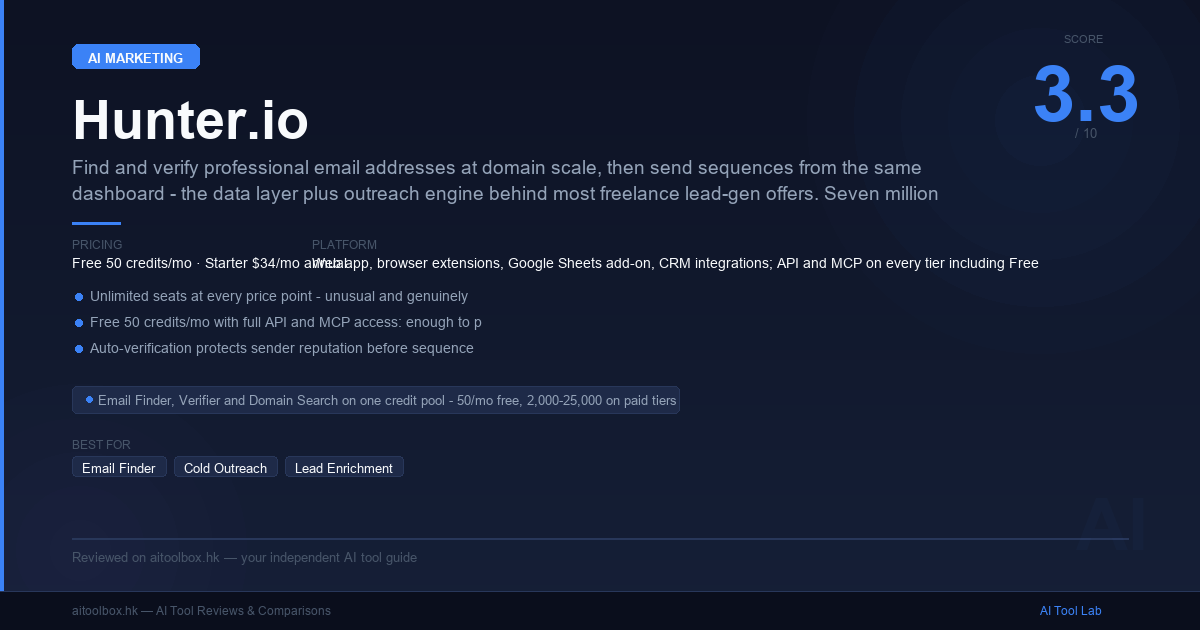 AI MARKETING
SCORE
3.3
/ 10
Hunter.io
Find and verify professional email addresses at domain scale, then send sequences from the same
dashboard - the data layer plus outreach engine behind most freelance lead-gen offers. Seven million
PRICING
Free 50 credits/mo · Starter $34/mo annual
PLATFORM
Web app, browser extensions, Google Sheets add-on, CRM integrations; API and MCP on every tier including Free
Unlimited seats at every price point - unusual and genuinely
Free 50 credits/mo with full API and MCP access: enough to p
Auto-verification protects sender reputation before sequence
Email Finder, Verifier and Domain Search on one credit pool - 50/mo free, 2,000-25,000 on paid tiers
BEST FOR
Email Finder
Cold Outreach
Lead Enrichment
AI
Reviewed on aitoolbox.hk — your independent AI tool guide
aitoolbox.hk — AI Tool Reviews & Comparisons
AI Tool Lab